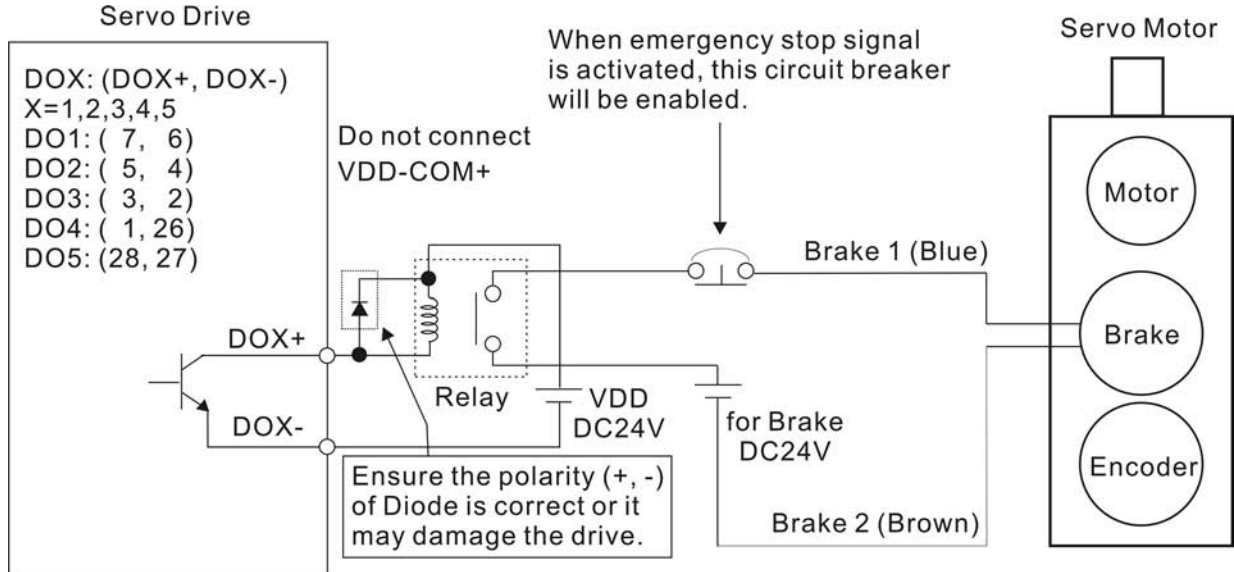 Servo Drive
DOX: (DOX+, DOX-)
X=1,2,3,4,5
DO1: ( 7, 6)
DO2: ( 5, 4)
DO3: ( 3, 2)
DO4: ( 1, 26)
DO5: (28, 27)
Do not connect
VDD-COM+
When emergency stop signal
is activated, this circuit breaker
will be enabled.
Servo Motor
Motor
Brake 1 (Blue)
Brake
DOX+
Relay
VDD
DC24V
for Brake
DC24V
DOX-
Encoder
Ensure the polarity (+, -)
of Diode is correct or it
may damage the drive.
Brake 2 (Brown)